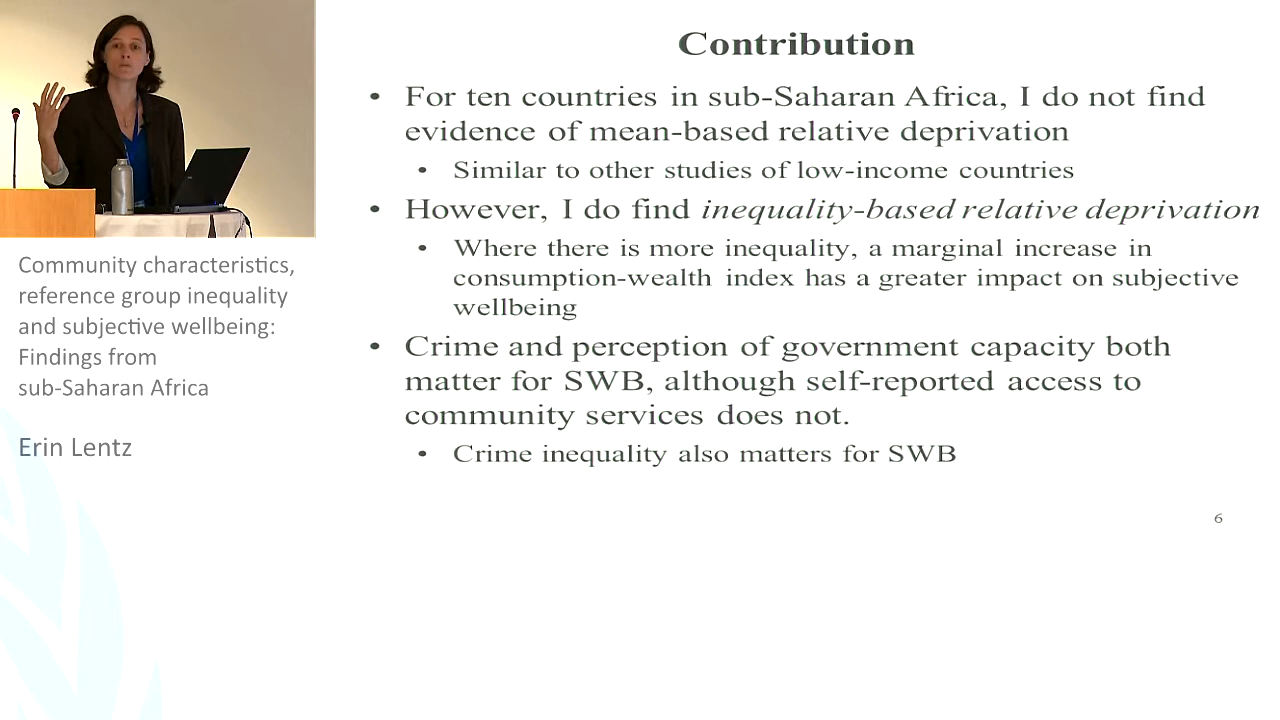 Contribution
• For ten countries in sub-Saharan Africa, I do not find
evidence of mean-based relative deprivation
• Similar to other studies of low-income countries
• However, I do find inequality-based relative deprivation
• Where there is more inequality, a marginal increase in
consumption-wealth index has a greater impact on subjective
wellbeing
• Crime and perception of government capacity both
matter for SWB, although self-reported access to
community services does not.
• Crime inequality also matters for SWB
6
Community characteristics,
reference group inequality
and subjective wellbeing:
Findings from
sub-Saharan Africa
Erin Lentz